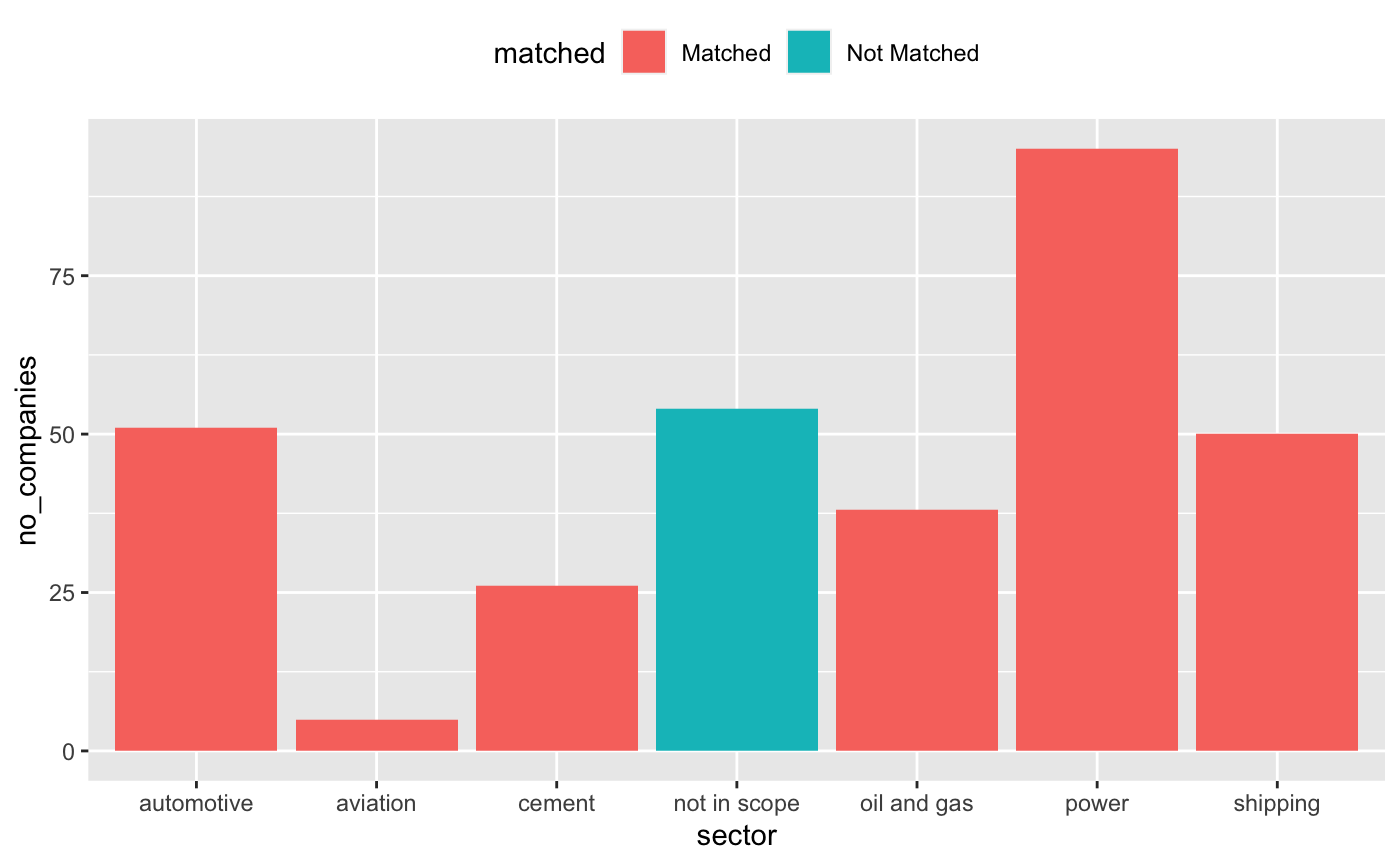 matched Matched Not Matched
no_companies
75
50
25
0
automotive aviation cement not in scope oil and gas power shipping
sector